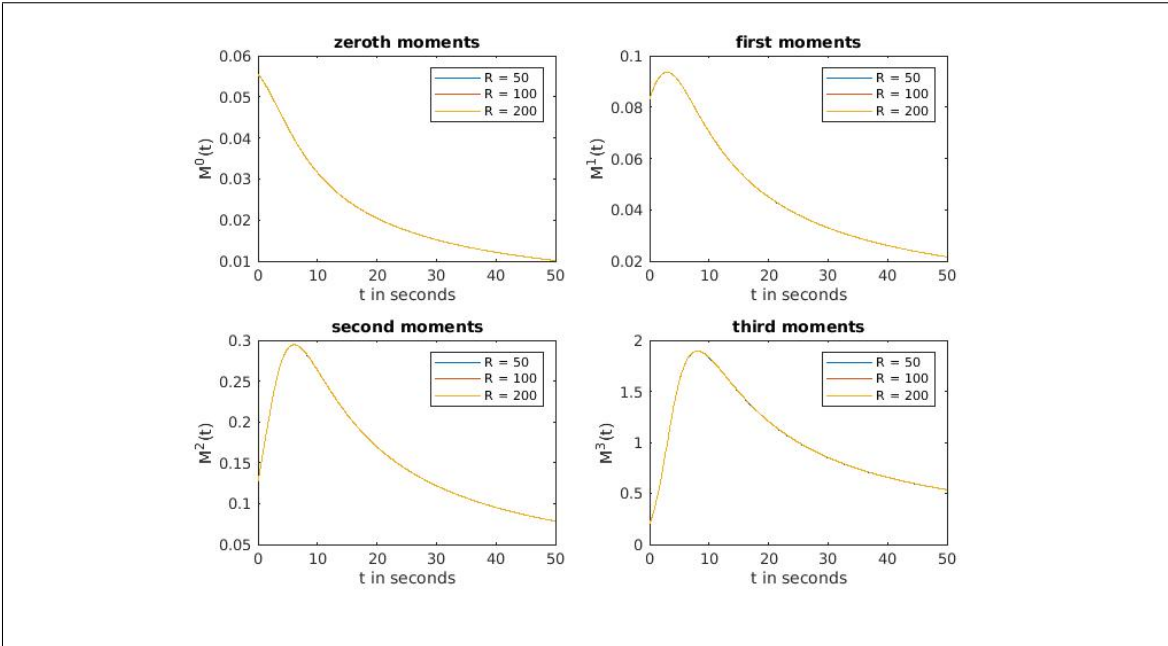 zeroth moments
0.06
0.05
0.04
0.03
0.02
0.01
M^0(t)
R = 50
R = 100
R = 200
0 10 20 30 40 50
t in seconds
first moments
0.1
0.08
0.06
0.04
0.02
M^1(t)
R = 50
R = 100
R = 200
0 10 20 30 40 50
t in seconds
second moments
0.3
0.25
0.2
0.15
0.1
0.05
M^2(t)
R = 50
R = 100
R = 200
0 10 20 30 40 50
t in seconds
third moments
2
1.5
1
0.5
0
M^3(t)
R = 50
R = 100
R = 200
0 10 20 30 40 50
t in seconds